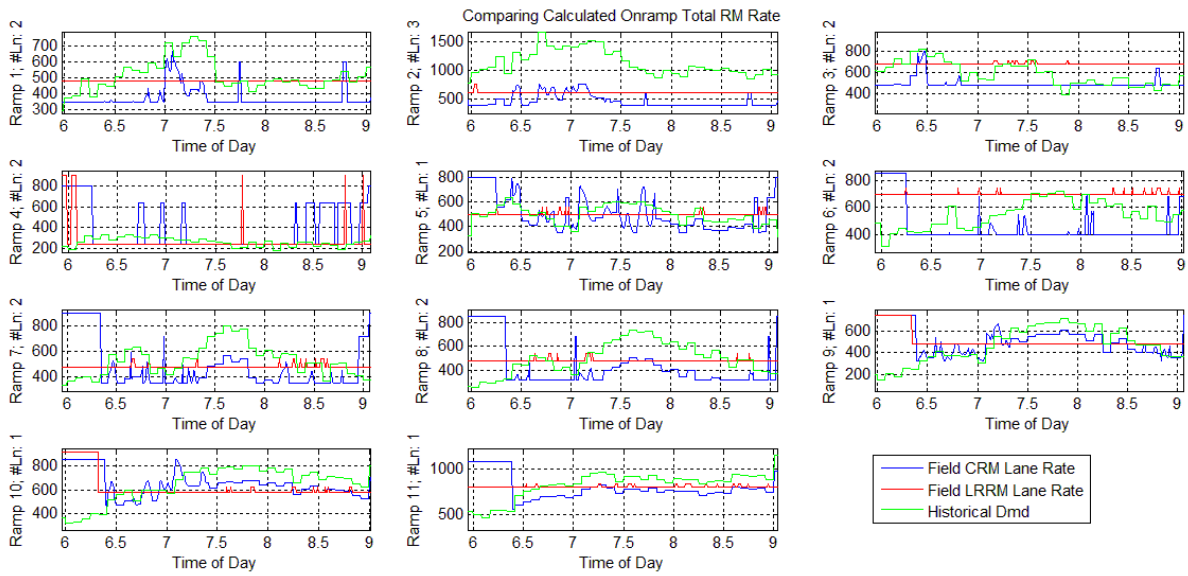 Comparing Calculated Onramp Total RM Rate
Ramp 1; #Ln: 2
700
600
500
400
300
6 6.5 7 7.5 8 8.5 9
Time of Day
Ramp 2; #Ln: 3
1500
1000
500
6 6.5 7 7.5 8 8.5 9
Time of Day
Ramp 3; #Ln: 2
800
600
400
6 6.5 7 7.5 8 8.5 9
Time of Day
Ramp 4; #Ln: 2
800
600
400
200
6 6.5 7 7.5 8 8.5 9
Time of Day
Ramp 5; #Ln: 1
800
600
400
200
6 6.5 7 7.5 8 8.5 9
Time of Day
Ramp 6; #Ln: 2
800
600
400
6 6.5 7 7.5 8 8.5 9
Time of Day
Ramp 7; #Ln: 2
800
600
400
6 6.5 7 7.5 8 8.5 9
Time of Day
Ramp 8; #Ln: 2
800
600
400
6 6.5 7 7.5 8 8.5 9
Time of Day
Ramp 9; #Ln: 1
600
400
200
6 6.5 7 7.5 8 8.5 9
Time of Day
Ramp 10; #Ln: 1
800
600
400
6 6.5 7 7.5 8 8.5 9
Time of Day
Ramp 11; #Ln: 1
1000
500
6 6.5 7 7.5 8 8.5 9
Time of Day
Field CRM Lane Rate
Field LRRM Lane Rate
Historical Dmd